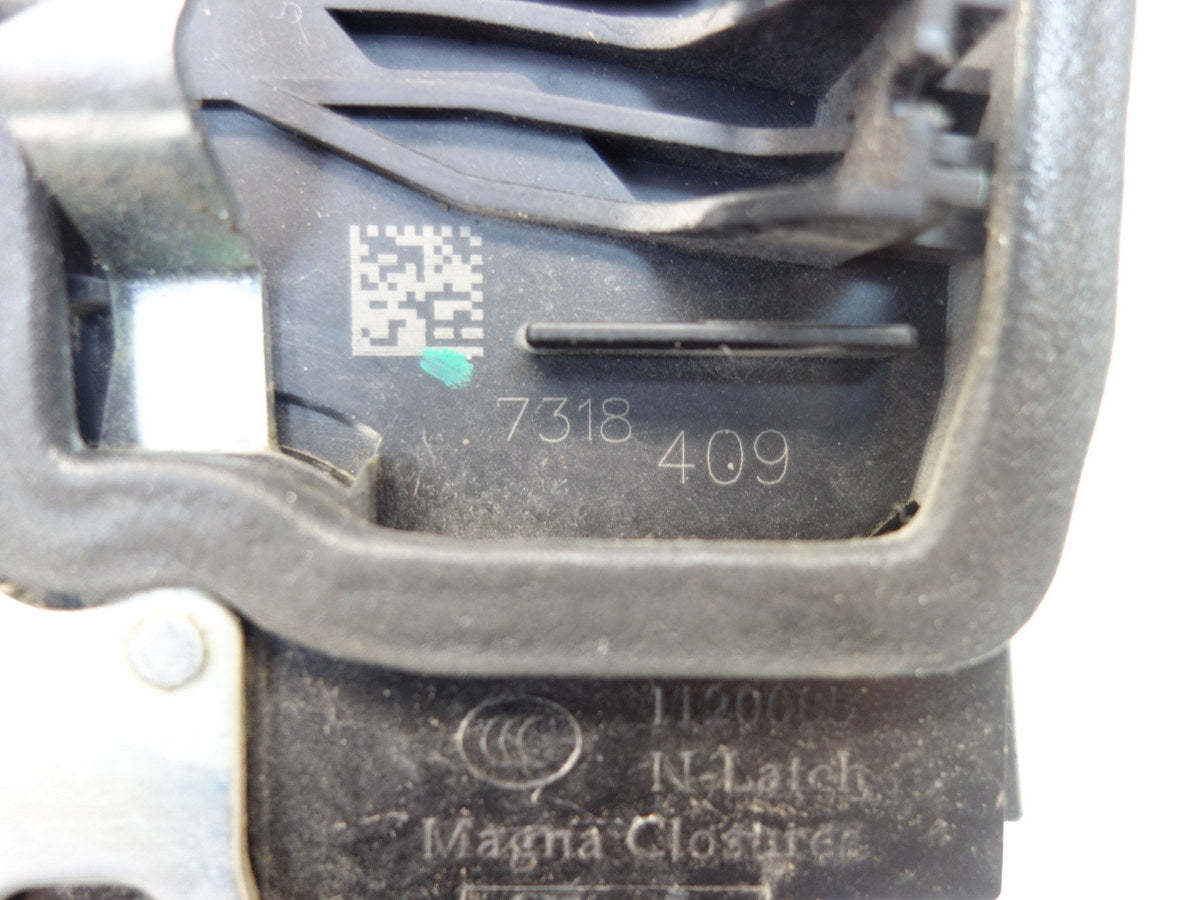 7318
409
N-Latch
Magna Closures